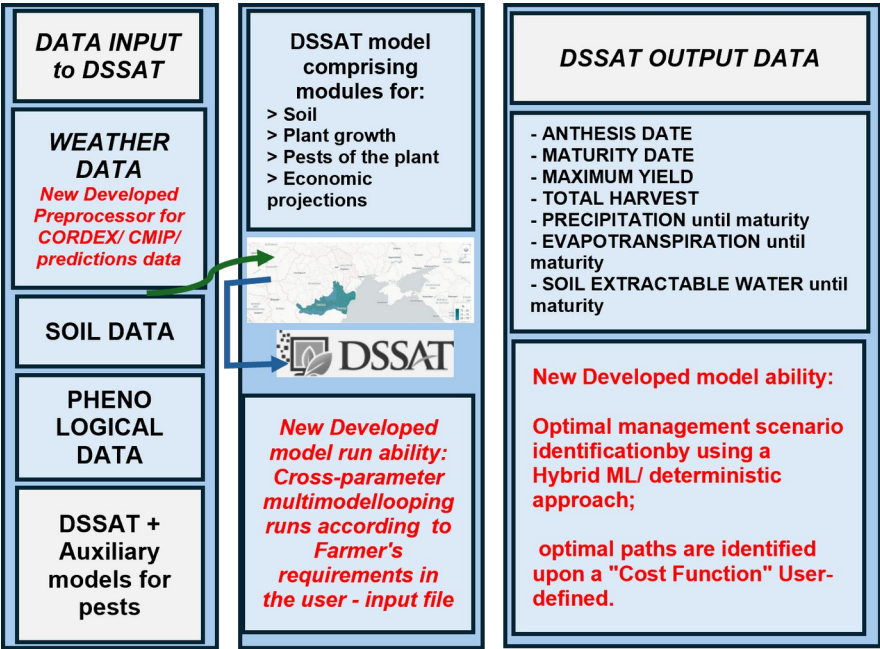 DATA INPUT
to DSSAT
WEATHER
DATA
New Developed
Preprocessor for
CORDEX/ CMIP/
predictions data
SOIL DATA
PHENO
LOGICAL
DATA
DSSAT +
Auxiliary
models for
pests
DSSAT model
comprising
modules for:
> Soil
> Plant growth
> Pests of the plant
> Economic
projections
DSSAT
New Developed
model run ability:
Cross-parameter
multimodellooping
runs according to
Farmer's
requirements in
the user - input file
DSSAT OUTPUT DATA
- ANTHESIS DATE
- MATURITY DATE
- MAXIMUM YIELD
- TOTAL HARVEST
- PRECIPITATION until maturity
- EVAPOTRANSPIRATION until
maturity
- SOIL EXTRACTABLE WATER until
maturity
New Developed model ability:
Optimal management scenario
identificationby using a
Hybrid ML/ deterministic
approach;
optimal paths are identified
upon a "Cost Function" User-
defined.